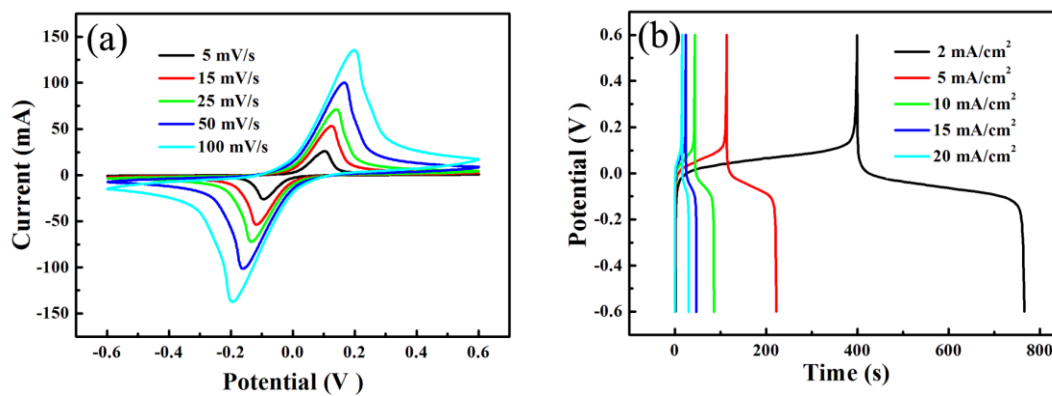 (a)
5 mV/s
15 mV/s
25 mV/s
50 mV/s
100 mV/s
Current (mA)
150
100
50
0
-50
-100
-150
-0.6
-0.4
-0.2
0.0
0.2
0.4
0.6
Potential (V )
(b)
2 mA/cm²
5 mA/cm²
10 mA/cm²
15 mA/cm²
20 mA/cm²
Potential (V )
0.6
0.4
0.2
0.0
-0.2
-0.4
-0.6
0
200
400
600
800
Time (s)